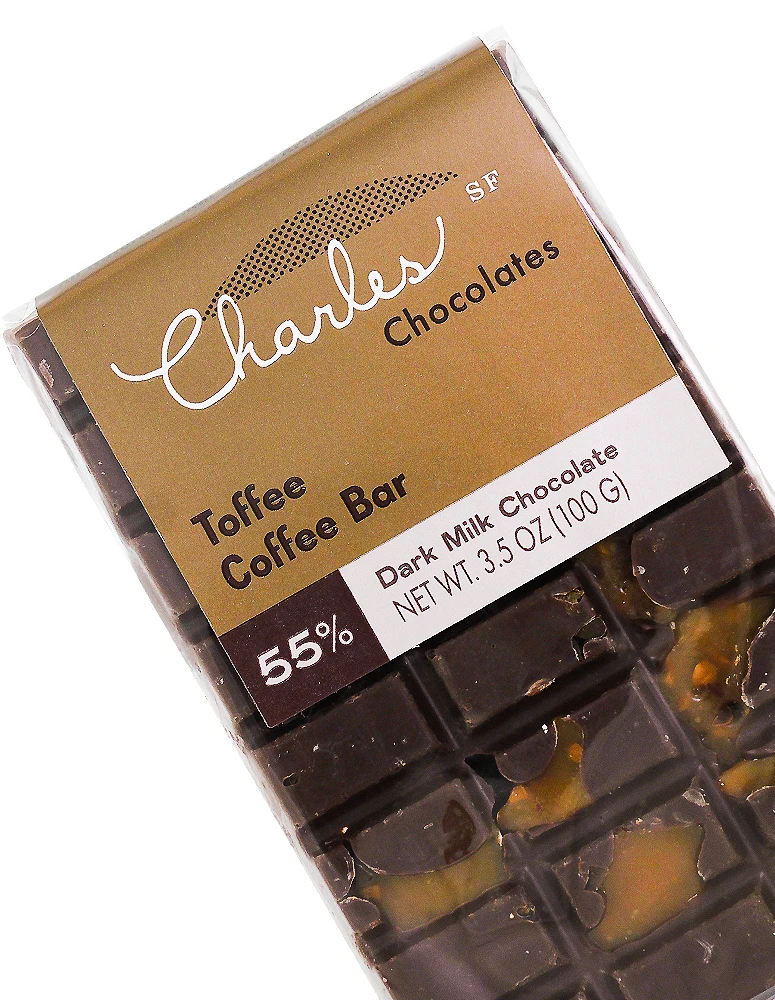 SF
Charles
Chocolates
Toffee
Coffee Bar
Dark Milk Chocolate
NET WT. 3.5 OZ (100 G)
55%